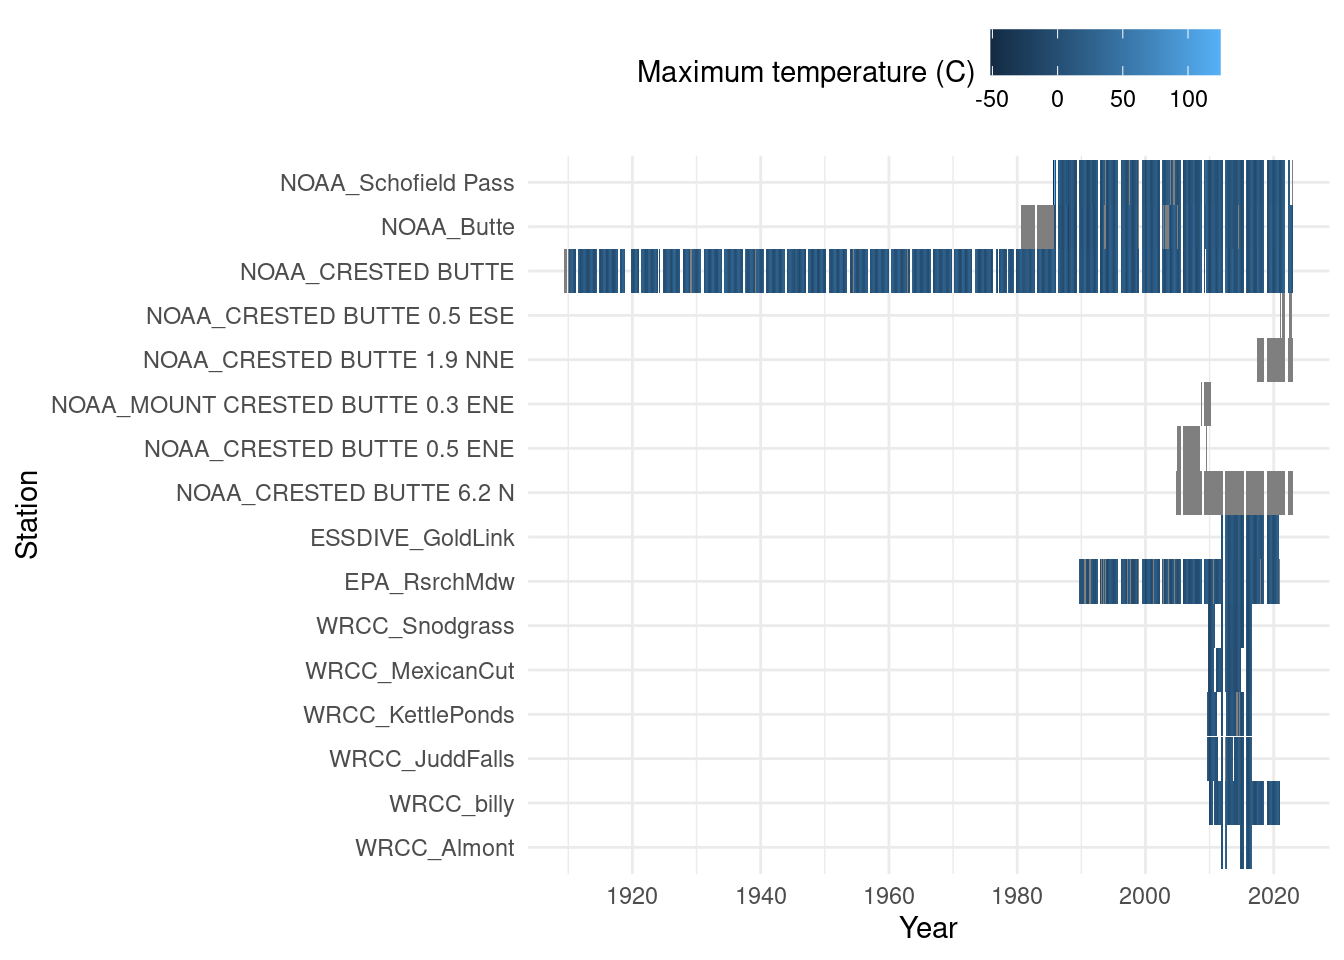 Maximum temperature (C)
-50 0 50 100
NOAA_Schofield Pass
NOAA_Butte
NOAA_CRESTED BUTTE
NOAA_CRESTED BUTTE 0.5 ESE
NOAA_CRESTED BUTTE 1.9 NNE
NOAA_MOUNT CRESTED BUTTE 0.3 ENE
NOAA_CRESTED BUTTE 0.5 ENE
NOAA_CRESTED BUTTE 6.2 N
ESSDIVE_GoldLink
EPA_RsrchMdw
WRCC_Snodgrass
WRCC_MexicanCut
WRCC_KettlePonds
WRCC_JuddFalls
WRCC_billy
WRCC_Almont
Station
1920 1940 1960 1980 2000 2020
Year